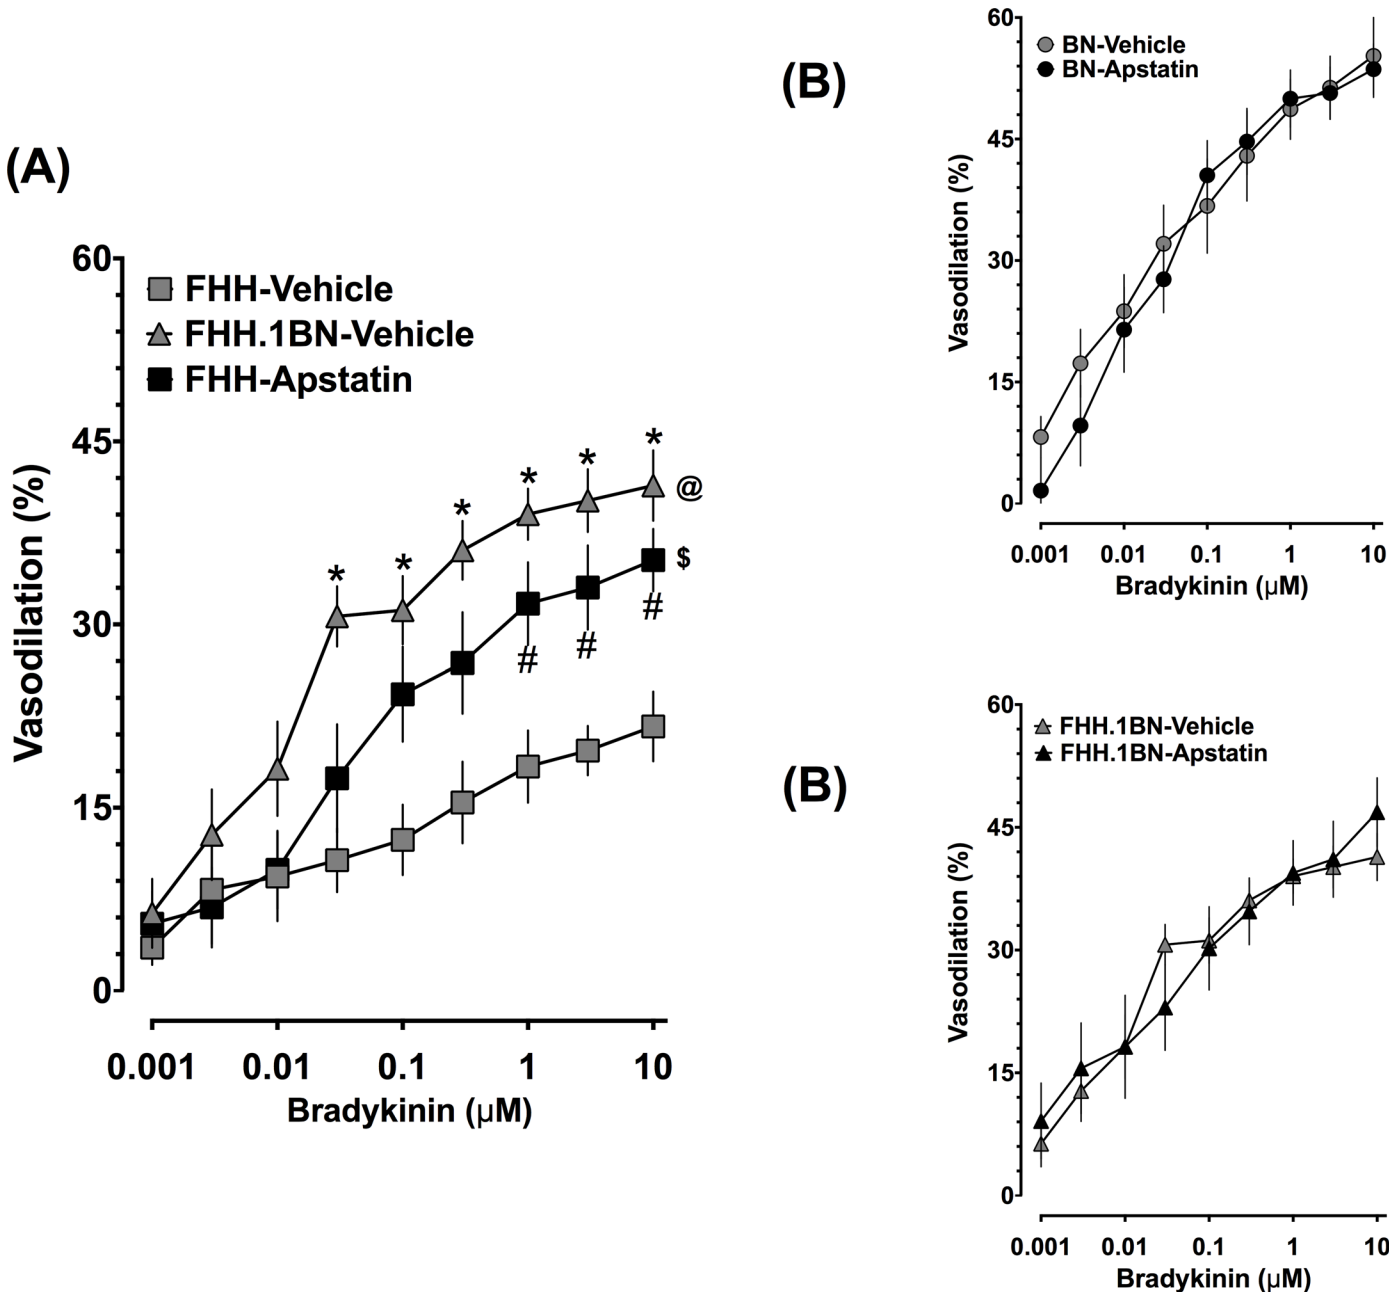 (A)
60
45
30
15
0
Vasodilation (%)
FHH-Vehicle
FHH.1BN-Vehicle
FHH-Apstatin
* * * * * *
@
$
# # #
0.001 0.01 0.1 1 10
Bradykinin (µM)
(B)
60
45
30
15
0
Vasodilation (%)
BN-Vehicle
BN-Apstatin
0.001 0.01 0.1 1 10
Bradykinin (µM)
(B)
60
45
30
15
0
Vasodilation (%)
FHH.1BN-Vehicle
FHH.1BN-Apstatin
0.001 0.01 0.1 1 10
Bradykinin (µM)